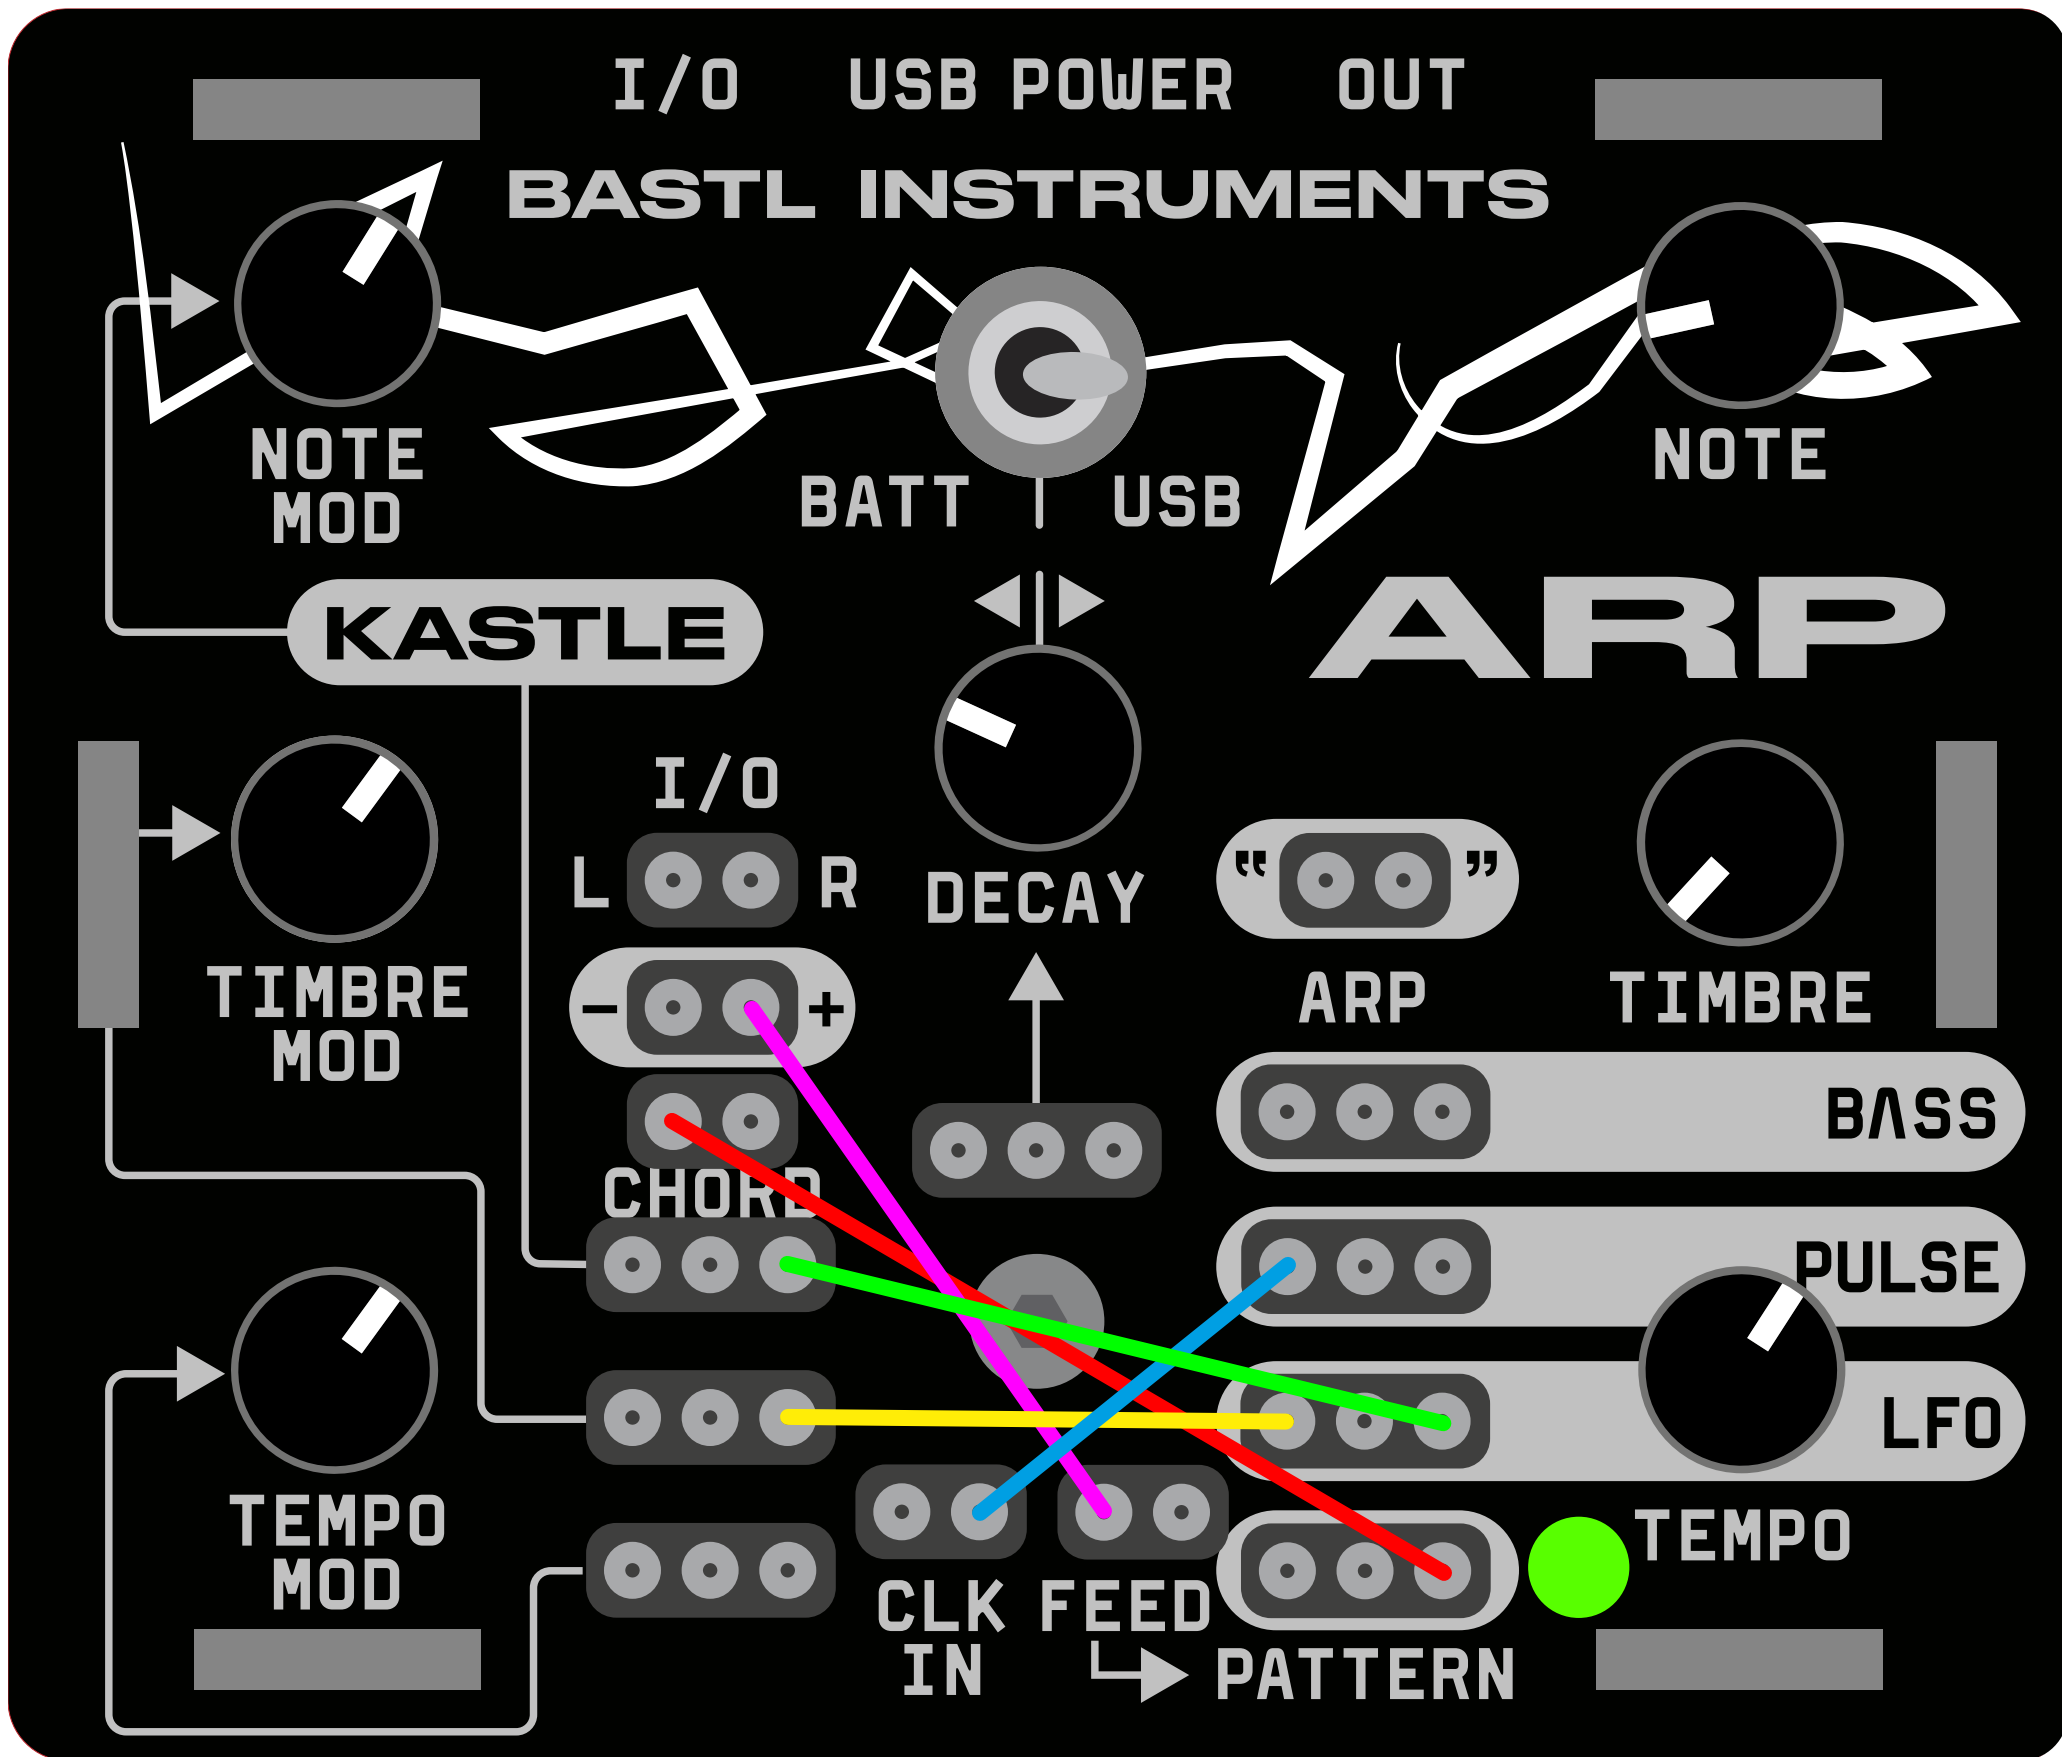 I/O USB POWER OUT
BASTL INSTRUMENTS
NOTE
MOD
BATT USB
NOTE
KASTLE
ARP
I/O
L R
DECAY
" "
TIMBRE
MOD
− +
ARP
TIMBRE
BASS
CHORD
PULSE
LFO
TEMPO
MOD
TEMPO
CLK
IN
FEED
PATTERN